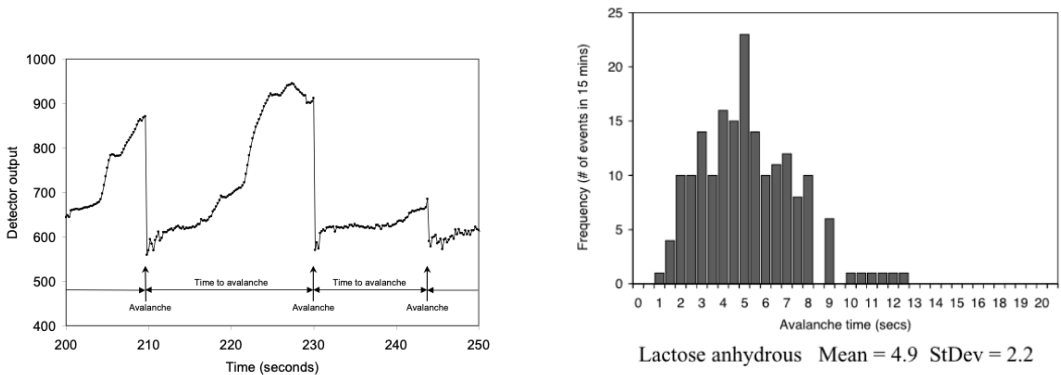 1000
900
800
700
600
500
400
Detector output
Time to avalanche
Time to avalanche
Avalanche
Avalanche
Avalanche
200 210 220 230 240 250
Time (seconds)
25
20
15
10
5
0
Frequency (# of events in 15 mins)
0 1 2 3 4 5 6 7 8 9 10 11 12 13 14 15 16 17 18 19 20
Avalanche time (secs)
Lactose anhydrous Mean = 4.9 StDev = 2.2